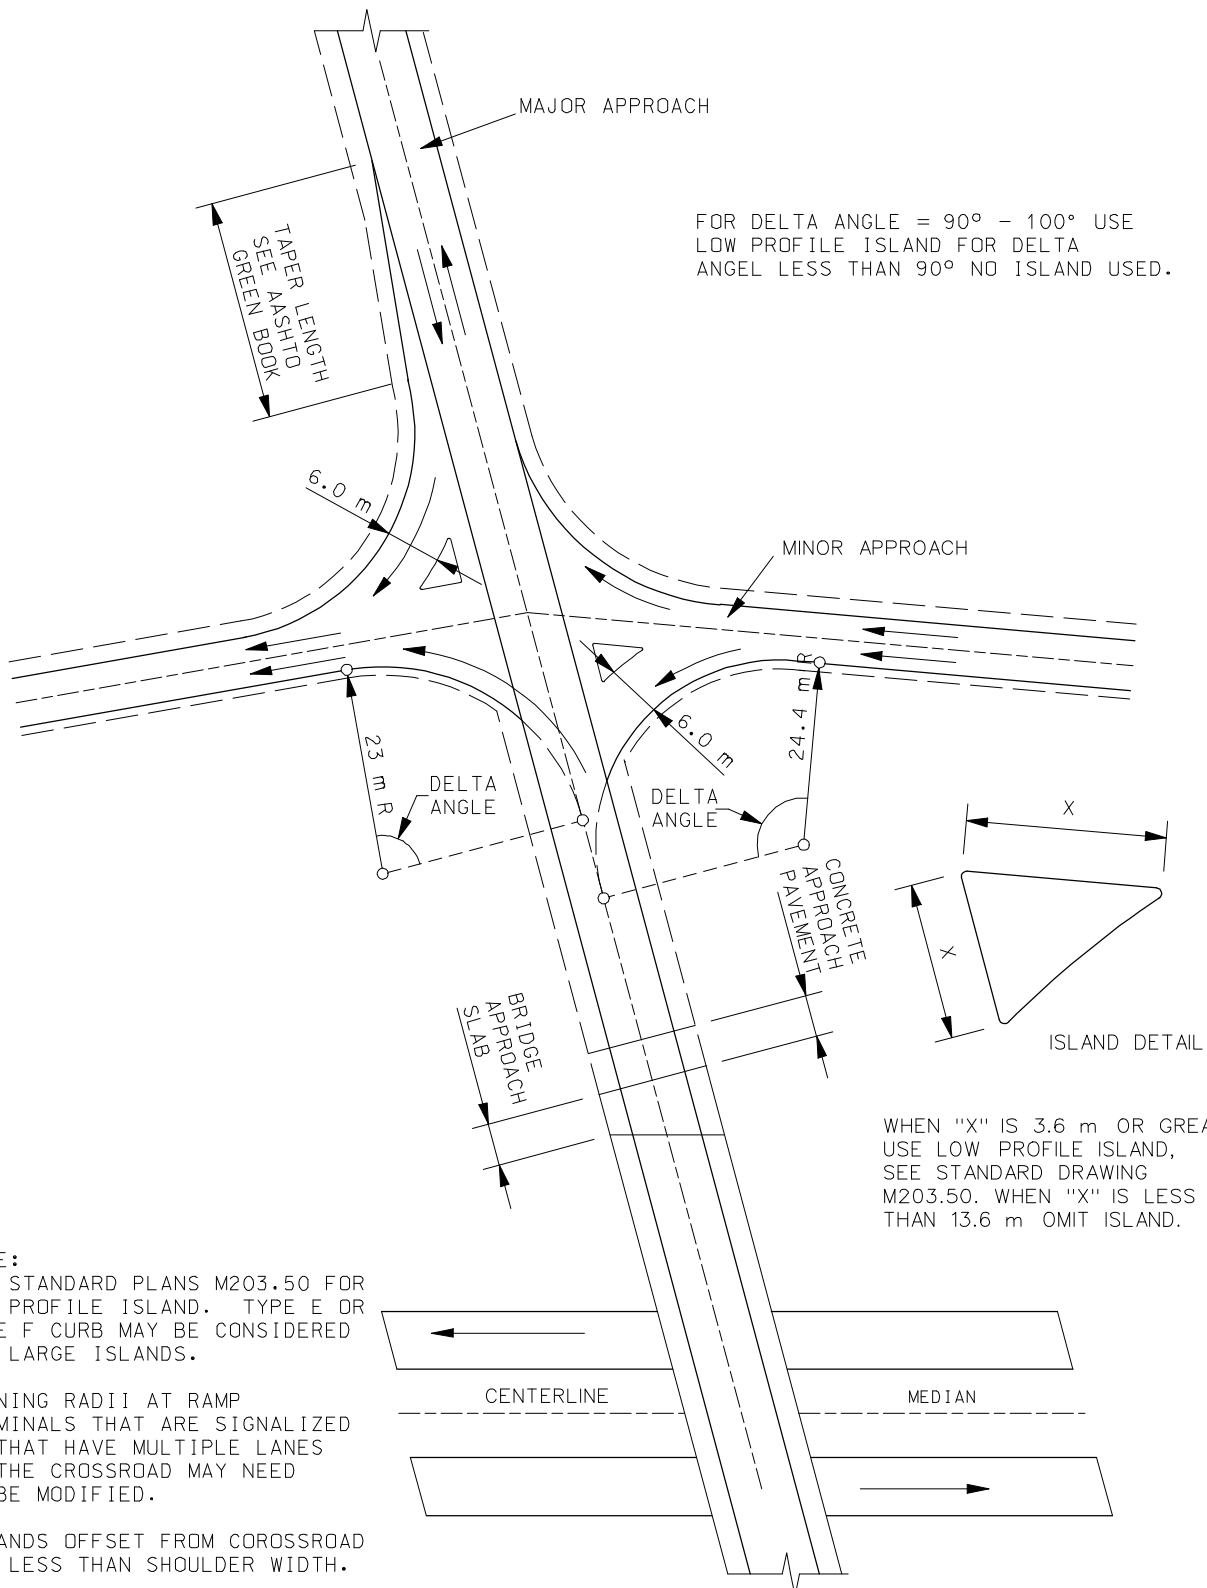 MAJOR APPROACH
FOR DELTA ANGLE = 90° - 100° USE
LOW PROFILE ISLAND FOR DELTA
ANGEL LESS THAN 90° NO ISLAND USED.
TAPER LENGTH
SEE AASHTO
GREEN BOOK
6.0 m
MINOR APPROACH
23 m R
DELTA
ANGLE
6.0 m
24.4 m R
DELTA
ANGLE
CONCRETE
APPROACH
PAVEMENT
X
X
ISLAND DETAIL
BRIDGE
APPROACH
SLAB
WHEN "X" IS 3.6 m OR GREA
USE LOW PROFILE ISLAND,
SEE STANDARD DRAWING
M203.50. WHEN "X" IS LESS
THAN 13.6 m OMIT ISLAND.
E:
STANDARD PLANS M203.50 FOR
PROFILE ISLAND. TYPE E OR
E F CURB MAY BE CONSIDERED
LARGE ISLANDS.
NING RADII AT RAMP
MINALS THAT ARE SIGNALIZED
THAT HAVE MULTIPLE LANES
THE CROSSROAD MAY NEED
BE MODIFIED.
ANDS OFFSET FROM COROSSROAD
LESS THAN SHOULDER WIDTH.
CENTERLINE
MEDIAN